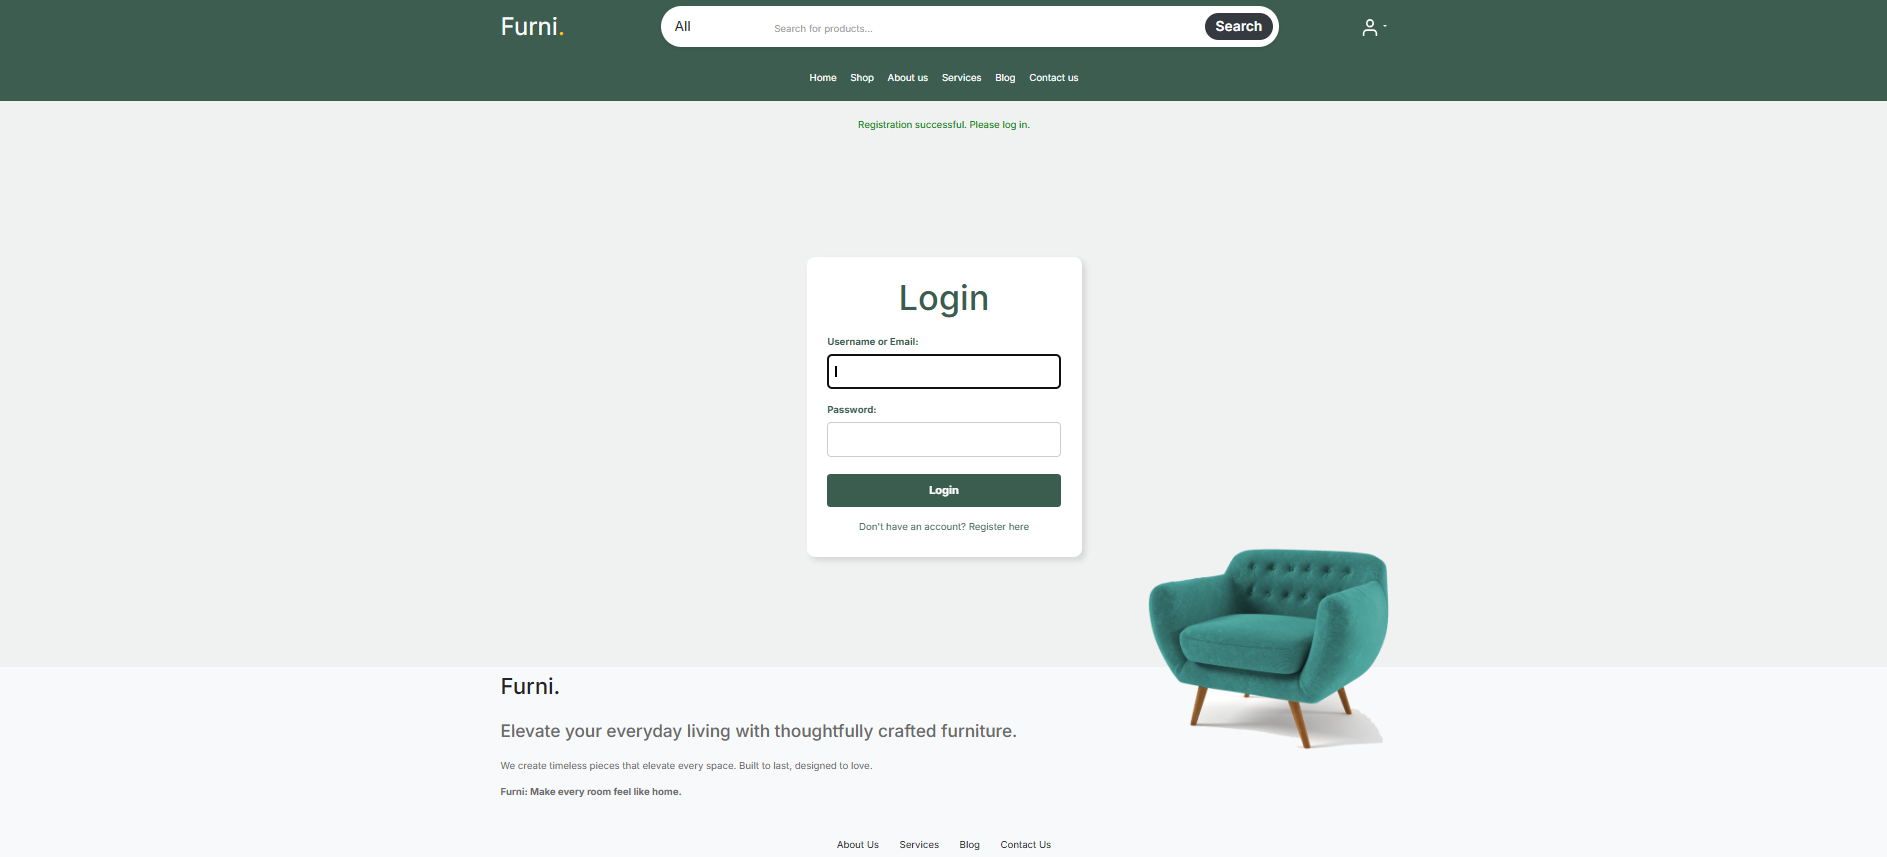 Furni.
All
Search for products...
Search
Home Shop About us Services Blog Contact us
Registration successful. Please log in.
Login
Username or Email:
Password:
Login
Don't have an account? Register here
Furni.
Elevate your everyday living with thoughtfully crafted furniture.
We create timeless pieces that elevate every space. Built to last, designed to love.
Furni: Make every room feel like home.
About Us Services Blog Contact Us